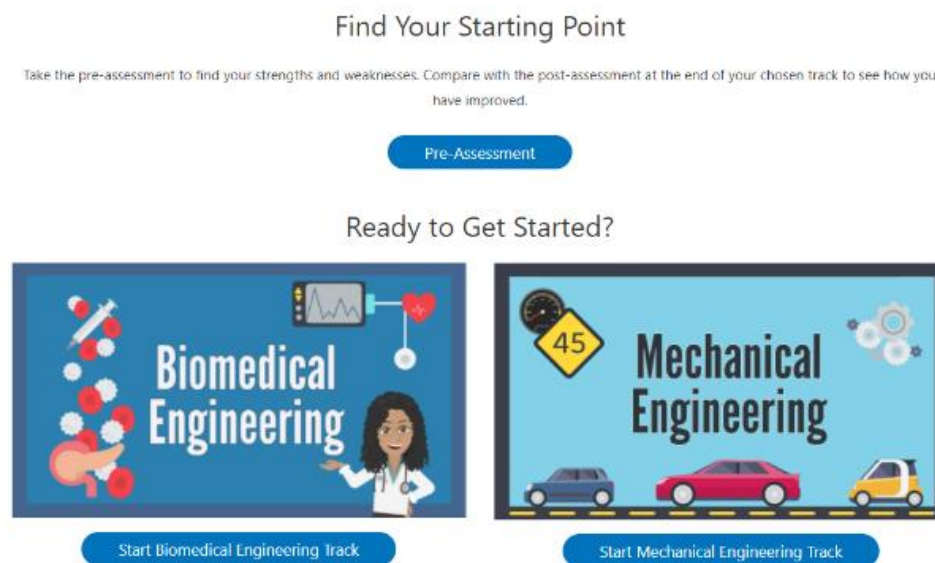 Find Your Starting Point
Take the pre-assessment to find your strengths and weaknesses. Compare with the post-assessment at the end of your chosen track to see how you
have improved.
Pre-Assessment
Ready to Get Started?
Biomedical
Engineering
Start Biomedical Engineering Track
45
Mechanical
Engineering
Start Mechanical Engineering Track